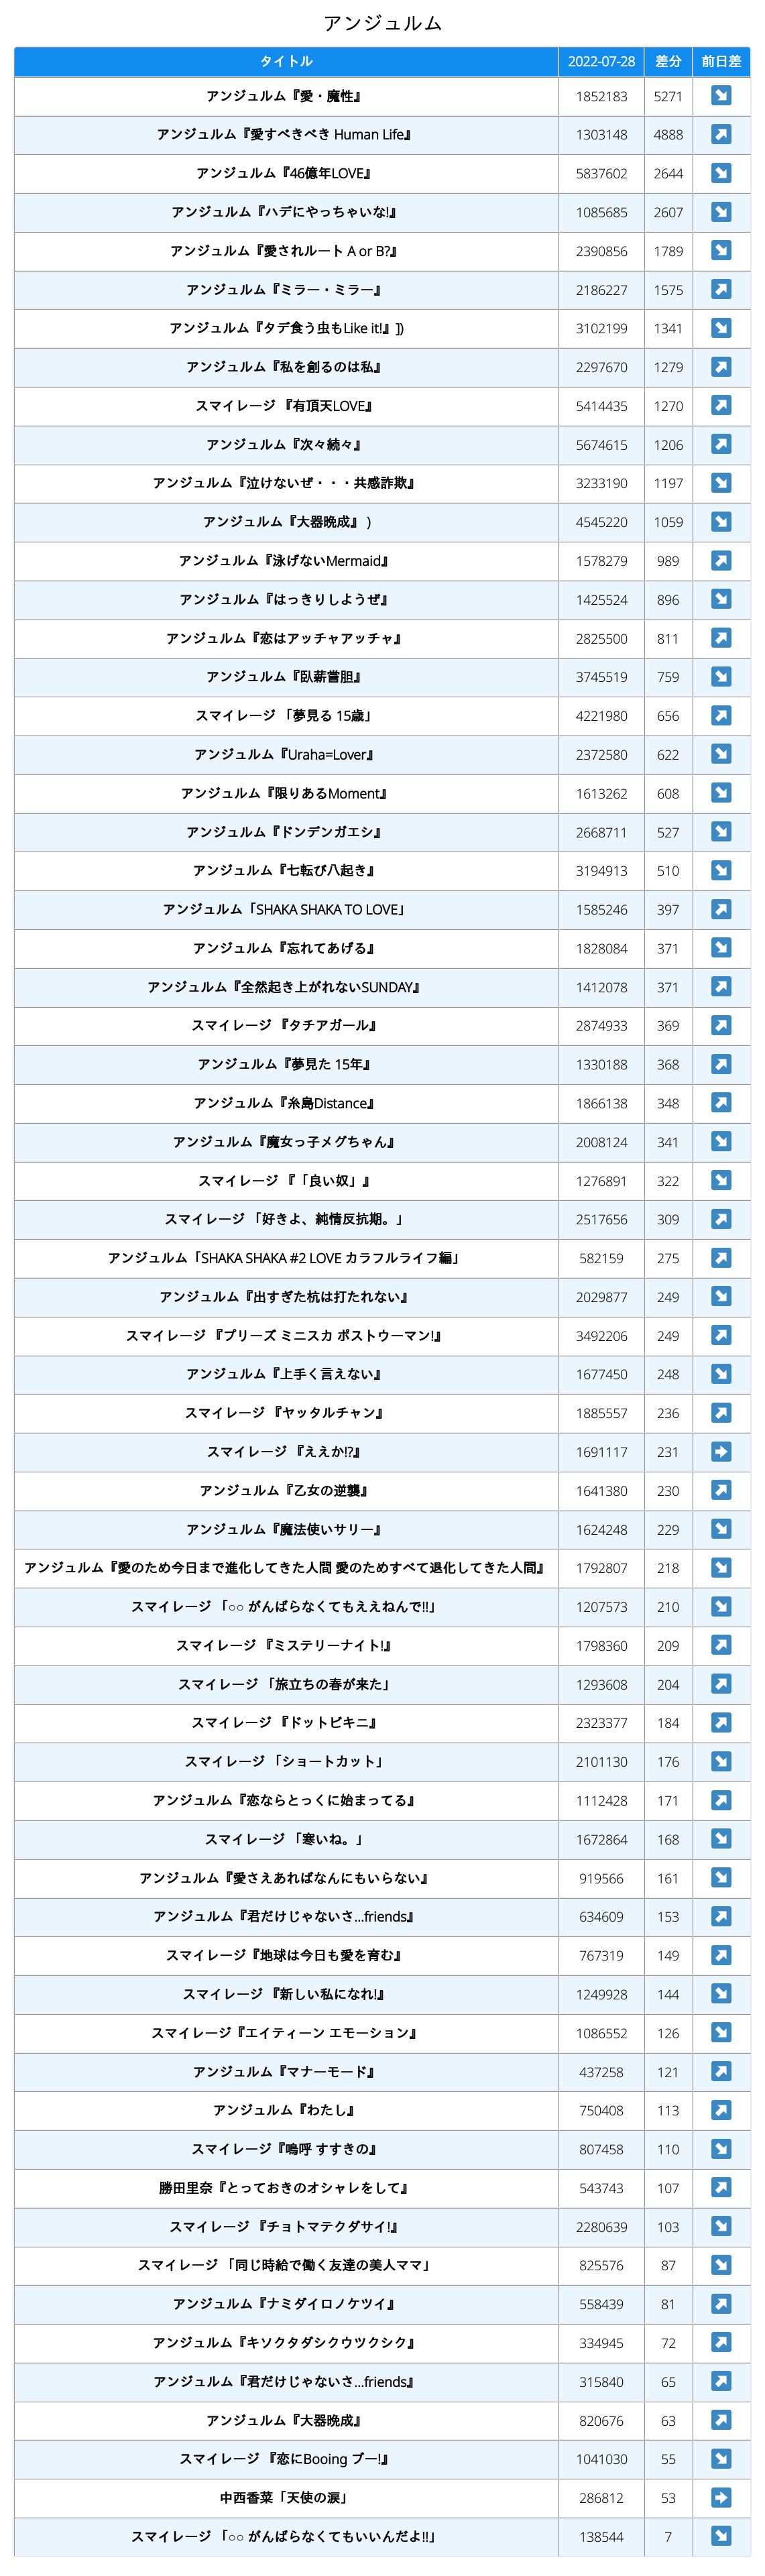 アンジュルム
タイトル 2022-07-28 差分 前日差
アンジュルム『愛・魔性』 1852183 5271 ↘
アンジュルム『愛すべきべき Human Life』 1303148 4888 ↗
アンジュルム『46億年LOVE』 5837602 2644 ↘
アンジュルム『ハデにやっちゃいな!』 1085685 2607 ↘
アンジュルム『愛されルート A or B?』 2390856 1789 ↘
アンジュルム『ミラー・ミラー』 2186227 1575 ↗
アンジュルム『タデ食う虫もLike it!』]) 3102199 1341 ↘
アンジュルム『私を創るのは私』 2297670 1279 ↗
スマイレージ 『有頂天LOVE』 5414435 1270 ↗
アンジュルム『次々続々』 5674615 1206 ↗
アンジュルム『泣けないぜ・・・共感詐欺』 3233190 1197 ↘
アンジュルム『大器晩成』 ) 4545220 1059 ↘
アンジュルム『泳げないMermaid』 1578279 989 ↗
アンジュルム『はっきりしようぜ』 1425524 896 ↘
アンジュルム『恋はアッチャアッチャ』 2825500 811 ↗
アンジュルム『臥薪嘗胆』 3745519 759 ↘
スマイレージ 「夢見る 15歳」 4221980 656 ↗
アンジュルム『Uraha=Lover』 2372580 622 ↘
アンジュルム『限りあるMoment』 1613262 608 ↘
アンジュルム『ドンデンガエシ』 2668711 527 ↘
アンジュルム『七転び八起き』 3194913 510 ↘
アンジュルム「SHAKA SHAKA TO LOVE」 1585246 397 ↗
アンジュルム『忘れてあげる』 1828084 371 ↘
アンジュルム『全然起き上がれないSUNDAY』 1412078 371 ↗
スマイレージ 『タチアガール』 2874933 369 ↗
アンジュルム『夢見た 15年』 1330188 368 ↗
アンジュルム『糸島Distance』 1866138 348 ↗
アンジュルム『魔女っ子メグちゃん』 2008124 341 ↘
スマイレージ 『「良い奴」』 1276891 322 ↘
スマイレージ 「好きよ、純情反抗期。」 2517656 309 ↗
アンジュルム「SHAKA SHAKA #2 LOVE カラフルライフ編」 582159 275 ↗
アンジュルム『出すぎた杭は打たれない』 2029877 249 ↘
スマイレージ 『プリーズ ミニスカ ポストウーマン!』 3492206 249 ↗
アンジュルム『上手く言えない』 1677450 248 ↘
スマイレージ 『ヤッタルチャン』 1885557 236 ↗
スマイレージ 『ええか!?』 1691117 231 →
アンジュルム『乙女の逆襲』 1641380 230 ↗
アンジュルム『魔法使いサリー』 1624248 229 ↘
アンジュルム『愛のため今日まで進化してきた人間 愛のためすべて退化してきた人間』 1792807 218 ↘
スマイレージ 「○○ がんばらなくてもええねんで!!」 1207573 210 ↘
スマイレージ 『ミステリーナイト!』 1798360 209 ↗
スマイレージ 「旅立ちの春が来た」 1293608 204 ↗
スマイレージ 『ドットビキニ』 2323377 184 ↗
スマイレージ 「ショートカット」 2101130 176 ↘
アンジュルム『恋ならとっくに始まってる』 1112428 171 ↗
スマイレージ 「寒いね。」 1672864 168 ↘
アンジュルム『愛さえあればなんにもいらない』 919566 161 ↘
アンジュルム『君だけじゃないさ...friends』 634609 153 ↗
スマイレージ『地球は今日も愛を育む』 767319 149 ↗
スマイレージ 『新しい私になれ!』 1249928 144 ↘
スマイレージ『エイティーン エモーション』 1086552 126 ↘
アンジュルム『マナーモード』 437258 121 ↗
アンジュルム『わたし』 750408 113 ↗
スマイレージ『嗚呼 すすきの』 807458 110 ↘
勝田里奈『とっておきのオシャレをして』 543743 107 ↗
スマイレージ 『チョトマテクダサイ!』 2280639 103 ↘
スマイレージ 「同じ時給で働く友達の美人ママ」 825576 87 ↘
アンジュルム『ナミダイロノケツイ』 558439 81 ↗
アンジュルム『キソクタダシクウツクシク』 334945 72 ↗
アンジュルム『君だけじゃないさ...friends』 315840 65 ↗
アンジュルム『大器晩成』 820676 63 ↗
スマイレージ 『恋にBooing ブー!』 1041030 55 ↘
中西香菜「天使の涙」 286812 53 →
スマイレージ 「○○ がんばらなくてもいいんだよ!!」 138544 7 ↘